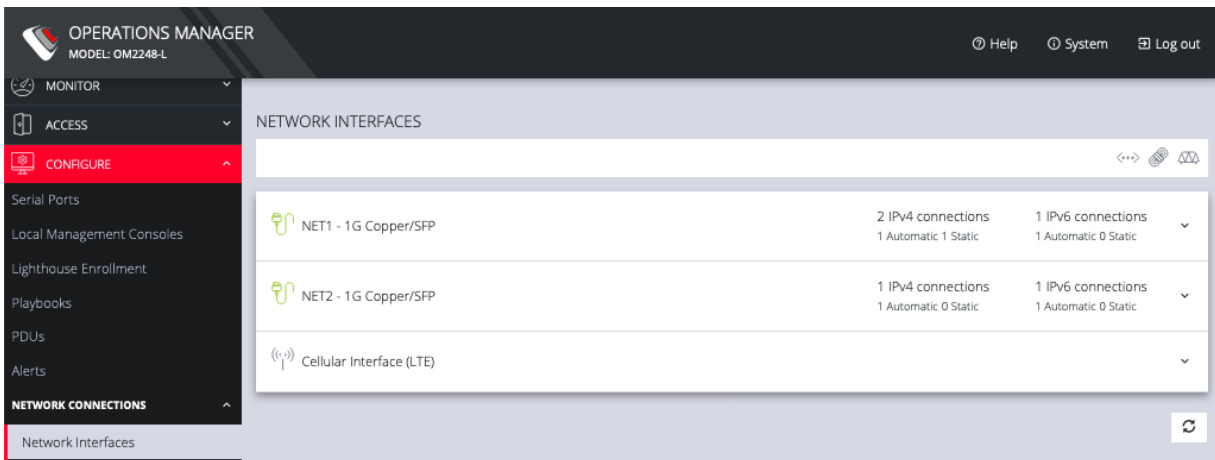 OPERATIONS MANAGER
MODEL: OM2248-L
Help
System
Log out
MONITOR
ACCESS
CONFIGURE
Serial Ports
Local Management Consoles
Lighthouse Enrollment
Playbooks
PDUs
Alerts
NETWORK CONNECTIONS
Network Interfaces
NETWORK INTERFACES
NET1 - 1G Copper/SFP
2 IPv4 connections
1 Automatic 1 Static
1 IPv6 connections
1 Automatic 0 Static
NET2 - 1G Copper/SFP
1 IPv4 connections
1 Automatic 0 Static
1 IPv6 connections
1 Automatic 0 Static
Cellular Interface (LTE)